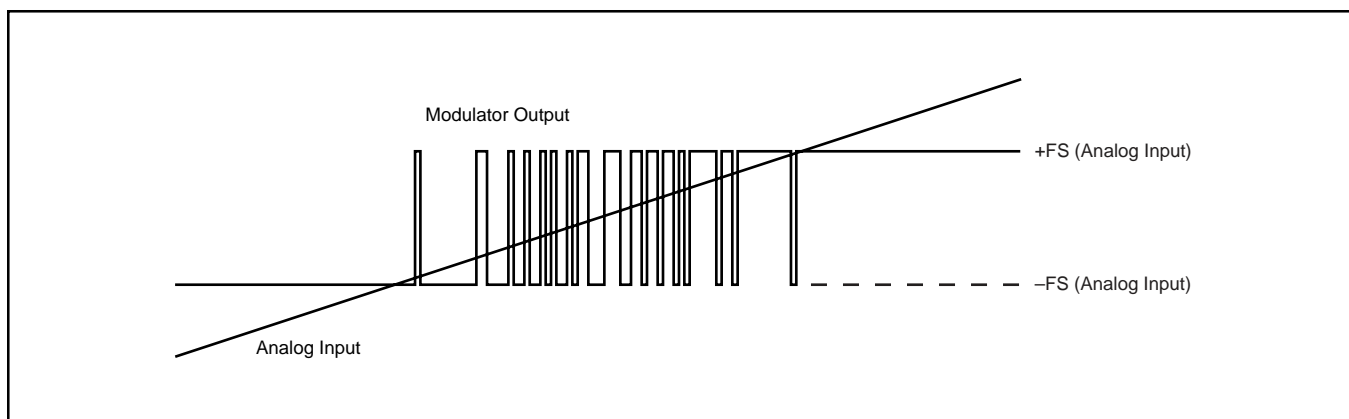 Modulator Output
+FS (Analog Input)
–FS (Analog Input)
Analog Input